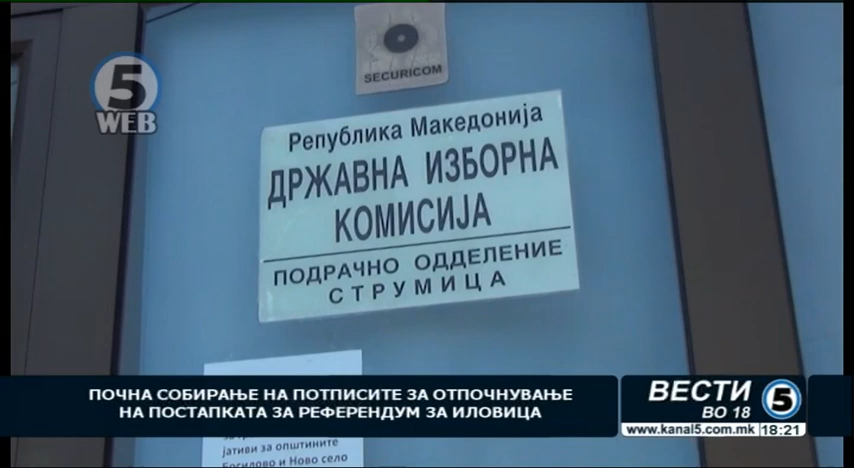 5
WEB
SECURICOM
Република Македонија
ДРЖАВНА ИЗБОРНА
КОМИСИЈА
ПОДРАЧНО ОДДЕЛЕНИЕ
СТРУМИЦА
јативи за општините
Босилово и Ново село
ПОЧНА СОБИРАЊЕ НА ПОТПИСИТЕ ЗА ОТПОЧНУВАЊЕ
НА ПОСТАПКАТА ЗА РЕФЕРЕНДУМ ЗА ИЛОВИЦА
ВЕСТИ
ВО 18
5
www.kanal5.com.mk
18:21